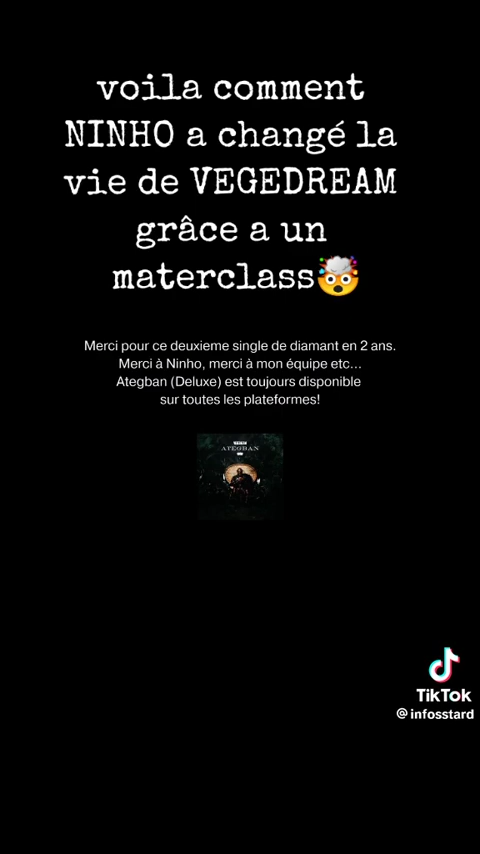 voila comment
NINHO a changé la
vie de VEGEDREAM
grâce a un
materclass🤯
Merci pour ce deuxieme single de diamant en 2 ans.
Merci à Ninho, merci à mon équipe etc...
Ategban (Deluxe) est toujours disponible
sur toutes les plateformes!
ATEGBAN
TikTok
@infosstard